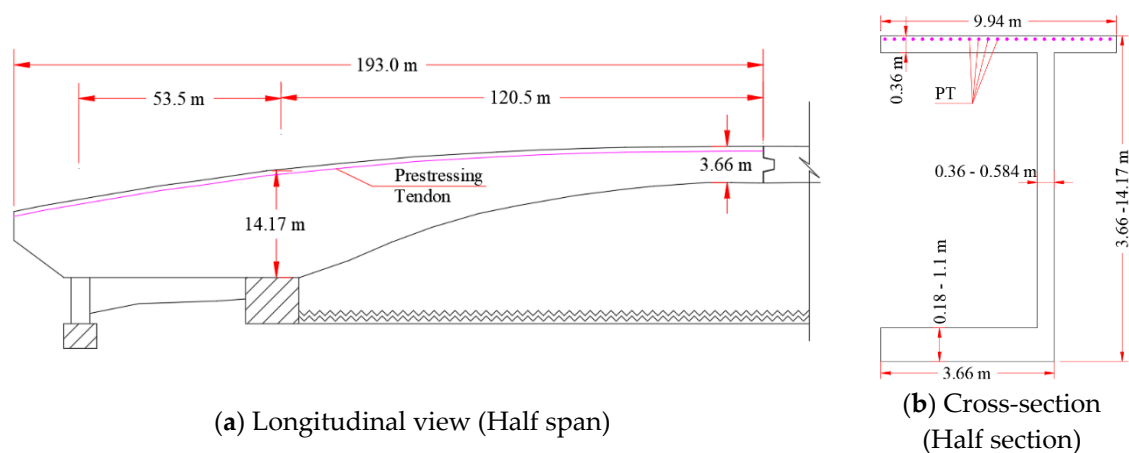 193.0 m
53.5 m
120.5 m
Prestressing
Tendon
3.66 m
14.17 m
(a) Longitudinal view (Half span)
9.94 m
0.36 m
PT
0.36 - 0.584 m
3.66 -14.17 m
0.18 - 1.1 m
3.66 m
(b) Cross-section
(Half section)